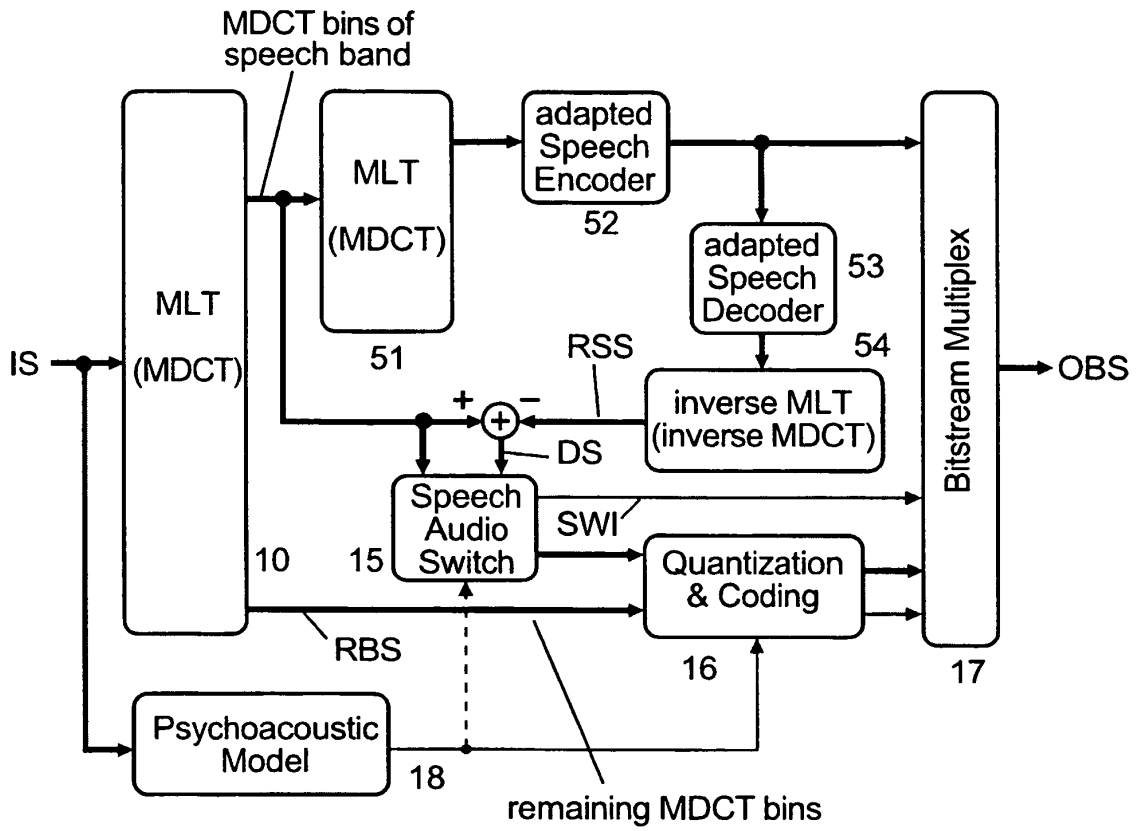 MDCT bins of
speech band
MLT
(MDCT)
10
MLT
(MDCT)
51
adapted
Speech
Encoder
52
adapted
Speech
Decoder
53
54
inverse MLT
(inverse MDCT)
RSS
IS
+
−
+
DS
Speech
Audio
Switch
15
SWI
Quantization
& Coding
16
RBS
Bitstream Multiplex
17
OBS
Psychoacoustic
Model
18
remaining MDCT bins